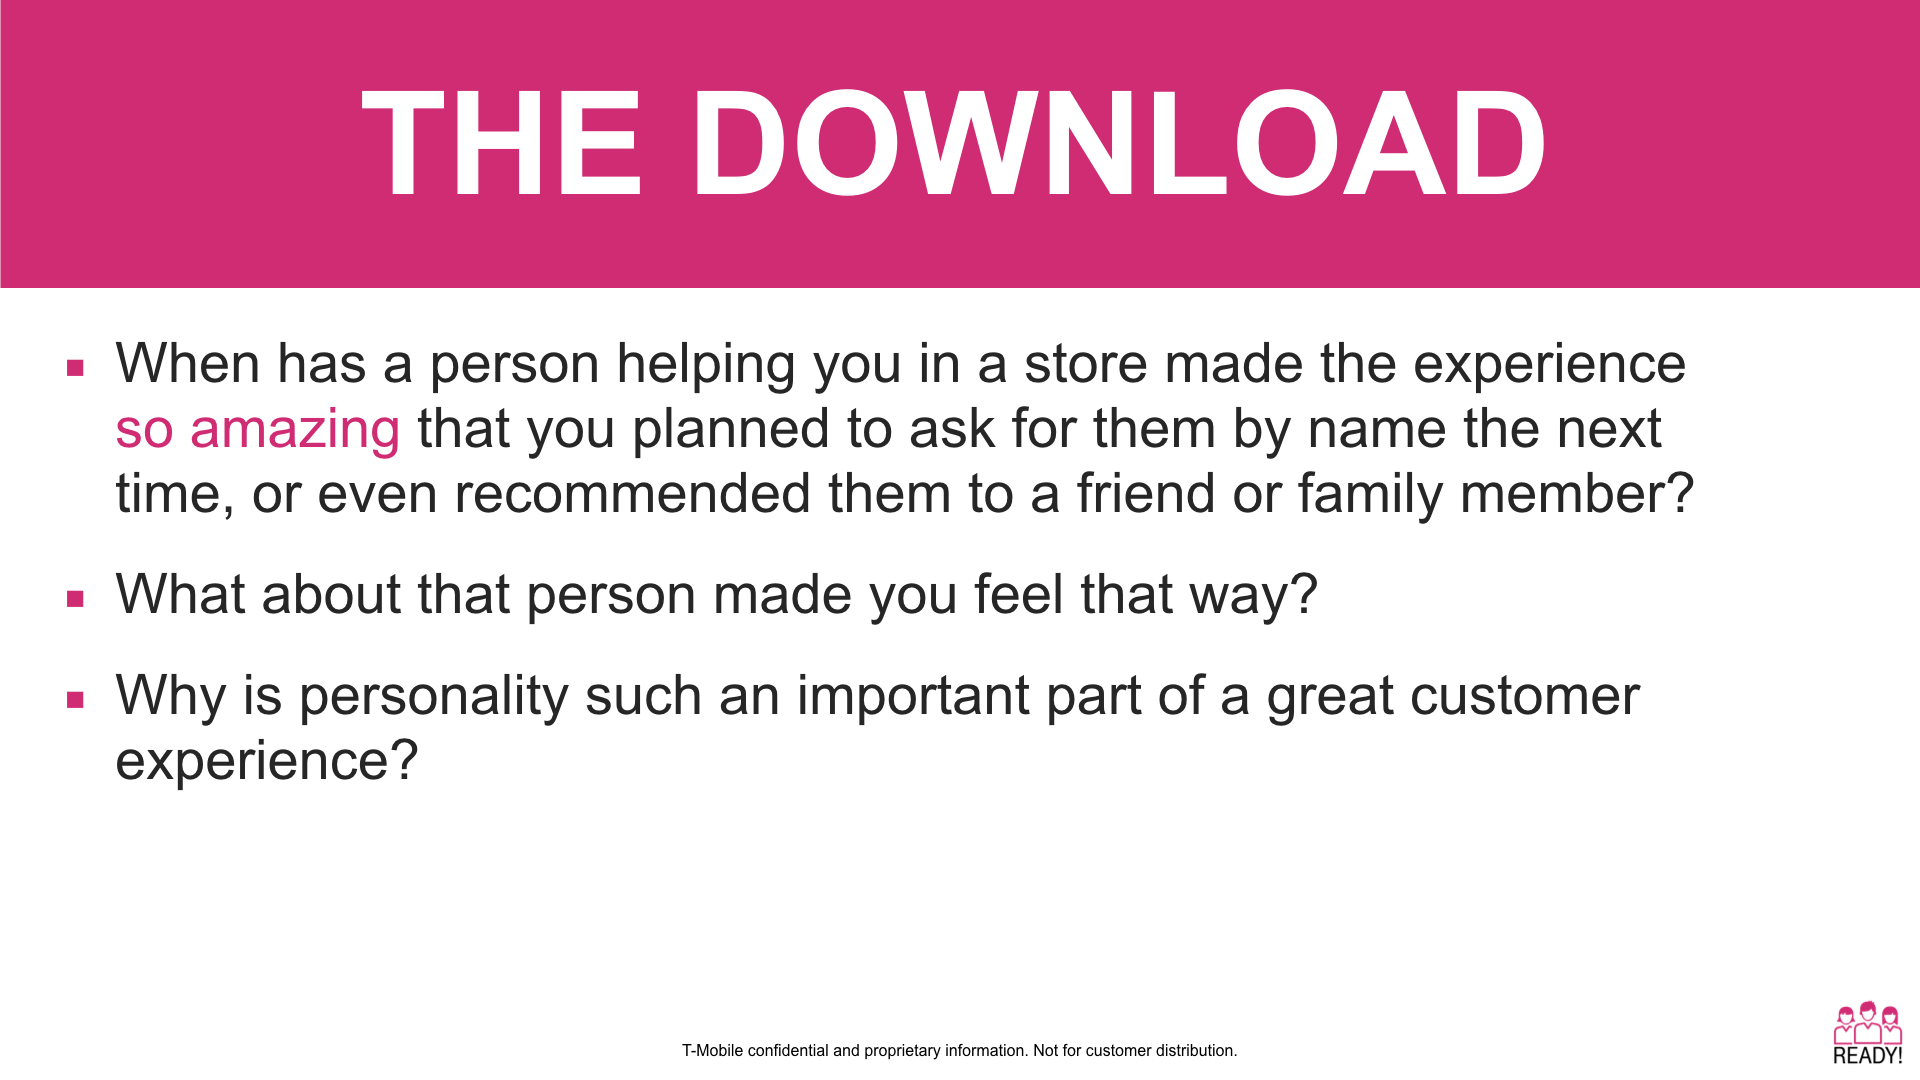 THE DOWNLOAD
When has a person helping you in a store made the experience
so amazing that you planned to ask for them by name the next
time, or even recommended them to a friend or family member?
What about that person made you feel that way?
Why is personality such an important part of a great customer
experience?
T-Mobile confidential and proprietary information. Not for customer distribution.
READY!